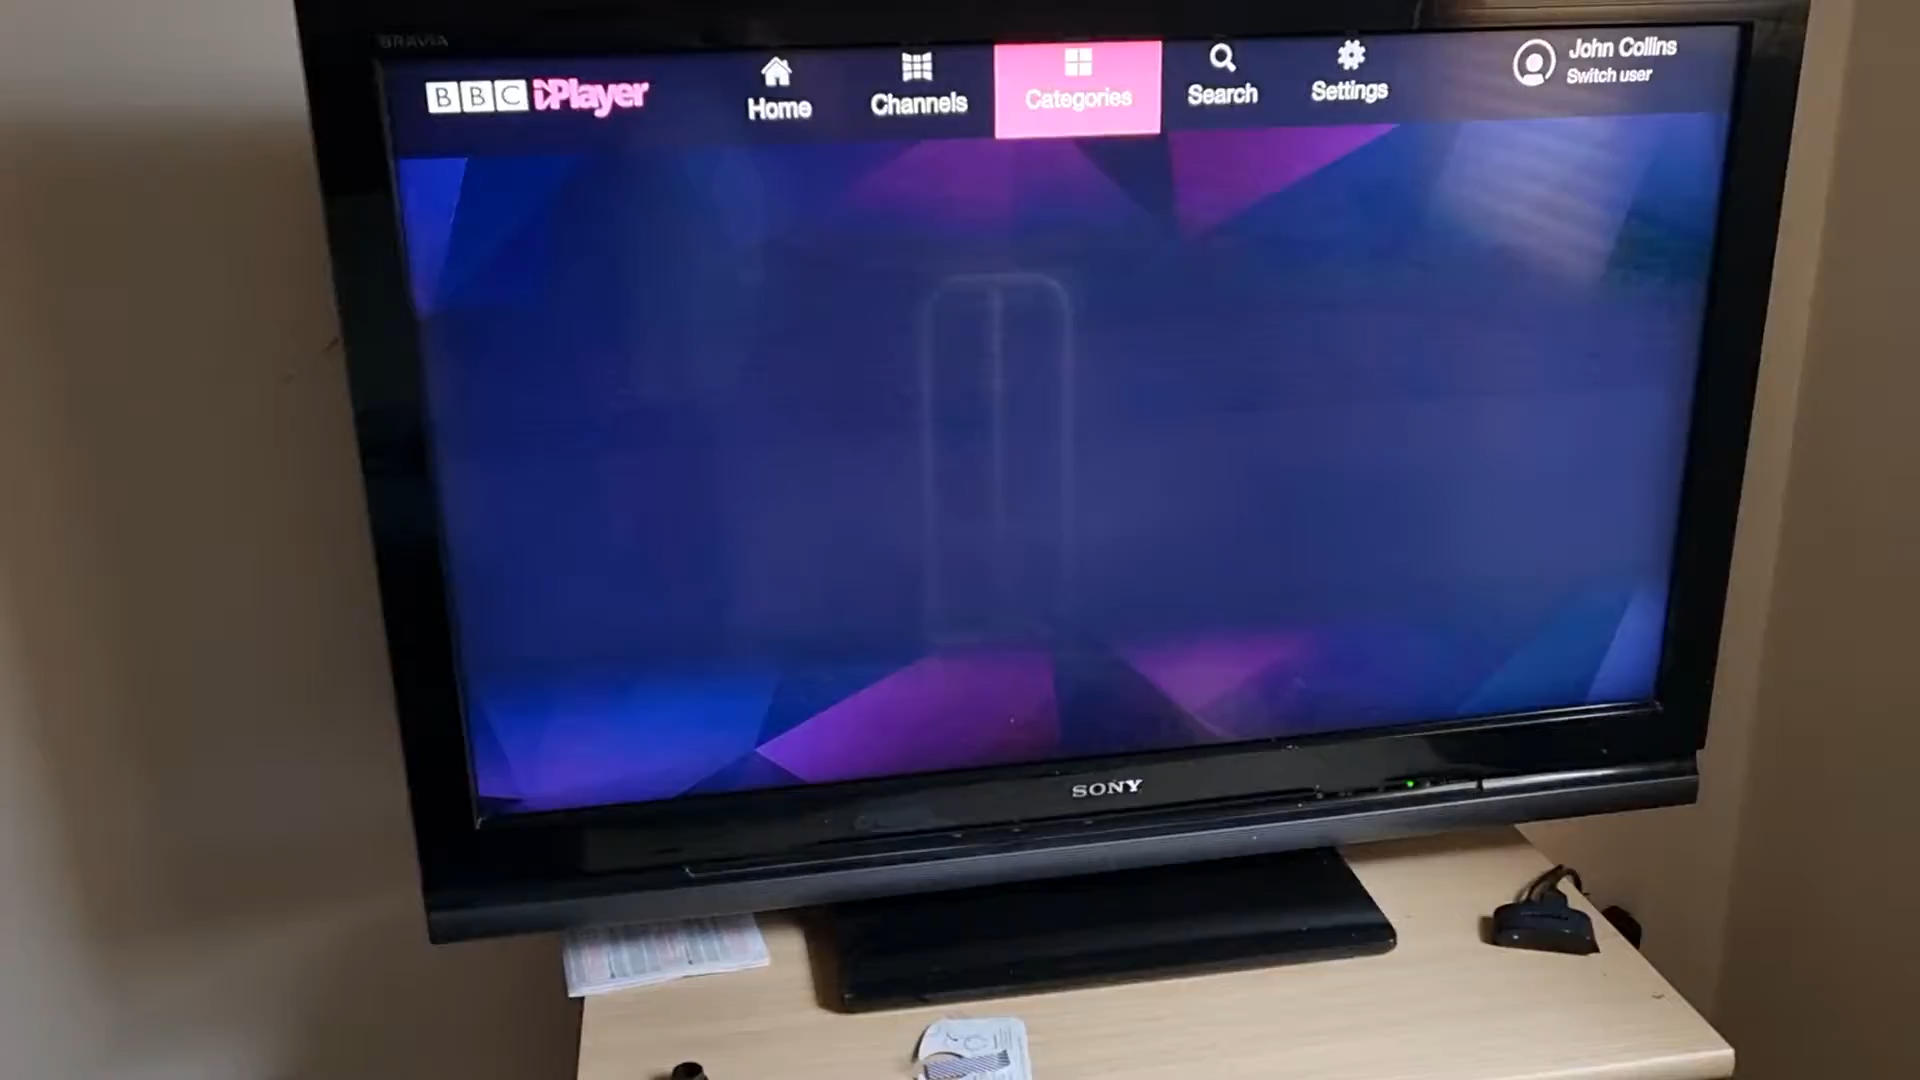 BRAVIA
BBC iPlayer
Home
Channels
Categories
Search
Settings
John Collins
Switch user
SONY